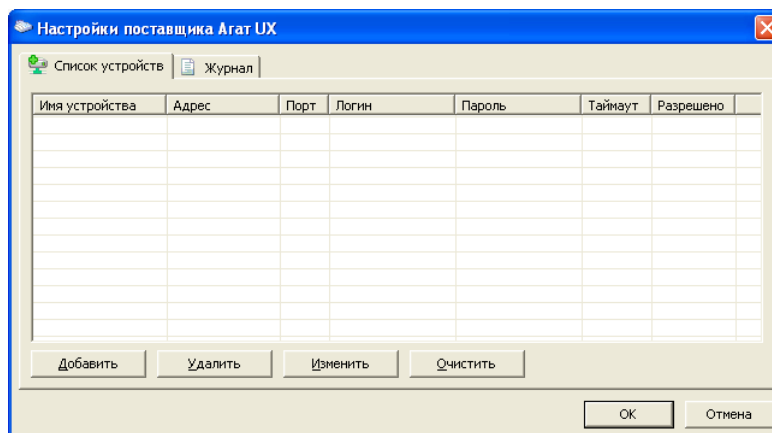 Настройки поставщика Агат UX
Список устройств Журнал
Имя устройства Адрес Порт Логин Пароль Таймаут Разрешено
Добавить Удалить Изменить Очистить
ОК Отмена